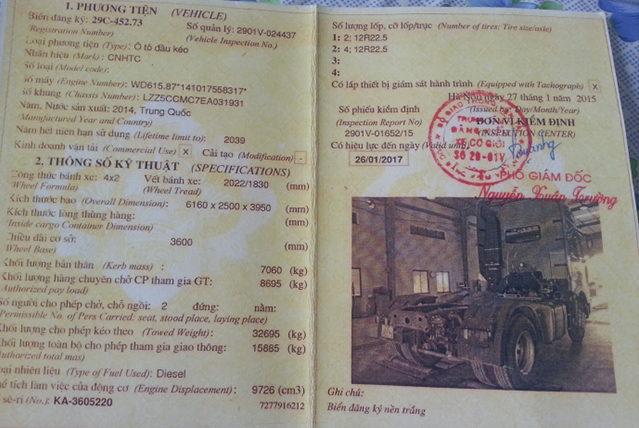 1. PHƯƠNG TIỆN (VEHICLE)
Biển đăng ký: 29C-452.73 Số quản lý: 2901V-024437
Registration Number) (Vehicle Inspection No.)
Loại phương tiện (Type): Ô tô đầu kéo
Nhãn hiệu (Mark): CNHTC
Số loại (Model code):
Số máy (Engine Number): WD615.87*141017558317*
Số khung (Chassis Number): LZZ5CCMC7EA031931
Năm, Nước sản xuất: 2014, Trung Quốc
Manufactured Year and Country)
Năm hết niên hạn sử dụng (Lifetime limit to): 2039
Kinh doanh vận tải (Commercial Use) X Cải tạo (Modification) -
2. THÔNG SỐ KỸ THUẬT (SPECIFICATIONS)
Công thức bánh xe: 4x2 Vết bánh xe: 2022/1830 (mm)
(Wheel Formula) (Wheel Tread)
Kích thước bao (Overall Dimension): 6160 x 2500 x 3950 (mm)
Kích thước lòng thùng hàng:
Inside cargo Container Dimension) (mm)
Chiều dài cơ sở: 3600 (mm)
Wheel Base)
Khối lượng bản thân (Kerb mass) : 7060 (kg)
Khối lượng hàng chuyên chở CP tham gia GT: 8695 (kg)
Authorized pay load)
Số người cho phép chở, chỗ ngồi: 2 đứng: nằm:
Permissible No. of Pers Carried: seat, stood place, laying place)
Khối lượng cho phép kéo theo (Towed Weight): 32695 (kg)
Khối lượng toàn bộ cho phép tham gia giao thông: 15885 (kg)
Authorized total max)
oại nhiên liệu (Type of Fuel Used): Diesel
hể tích làm việc của động cơ (Engine Displacement): 9726 (cm3)
sê-ri (No.): KA-3605220 7277916212
Số lượng lốp, cỡ lốp/trục (Number of tires: Tire size/axle)
1: 2; 12R22.5
2: 4; 12R22.5
3:
4:
Có lắp thiết bị giám sát hành trình (Equipped with Tachograph) X
Hà Nội, ngày 27 tháng 1 năm 2015
Số phiếu kiểm định (Issued on: Day/Month/Year)
(Inspection Report No) ĐƠN VỊ KIỂM ĐỊNH
2901V-01652/15 (INSPECTION CENTER)
Có hiệu lực đến ngày (Valid until)
26/01/2017
XE CƠ GIỚI
SỐ 29-01V
PHÓ GIÁM ĐỐC
Nguyễn Xuân Trường
Ghi chú:
Biển đăng ký nền trắng